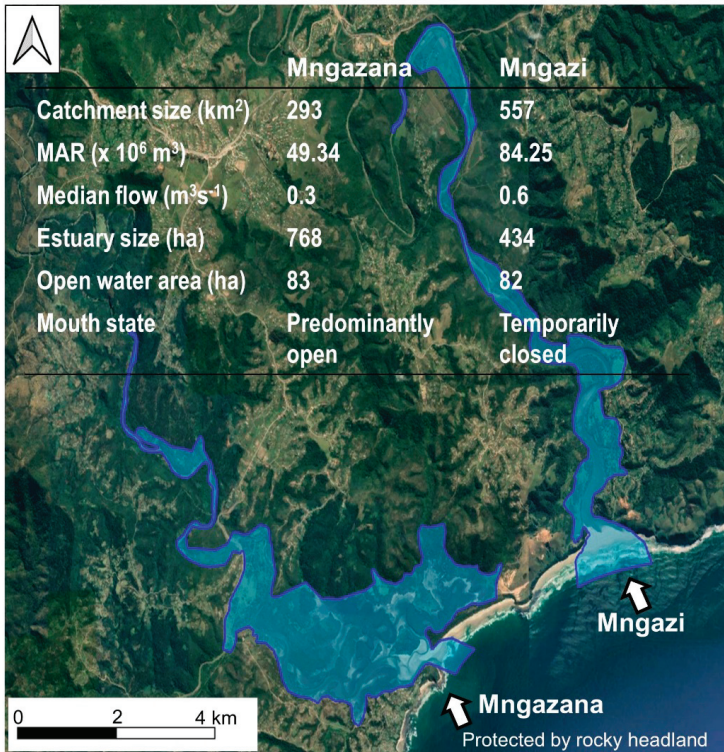 Mngazana Mngazi
Catchment size (km²) 293 557
MAR (x 10⁶ m³) 49.34 84.25
Median flow (m³s⁻¹) 0.3 0.6
Estuary size (ha) 768 434
Open water area (ha) 83 82
Mouth state Predominantly open Temporarily closed
Mngazi
Mngazana
Protected by rocky headland
0 2 4 km